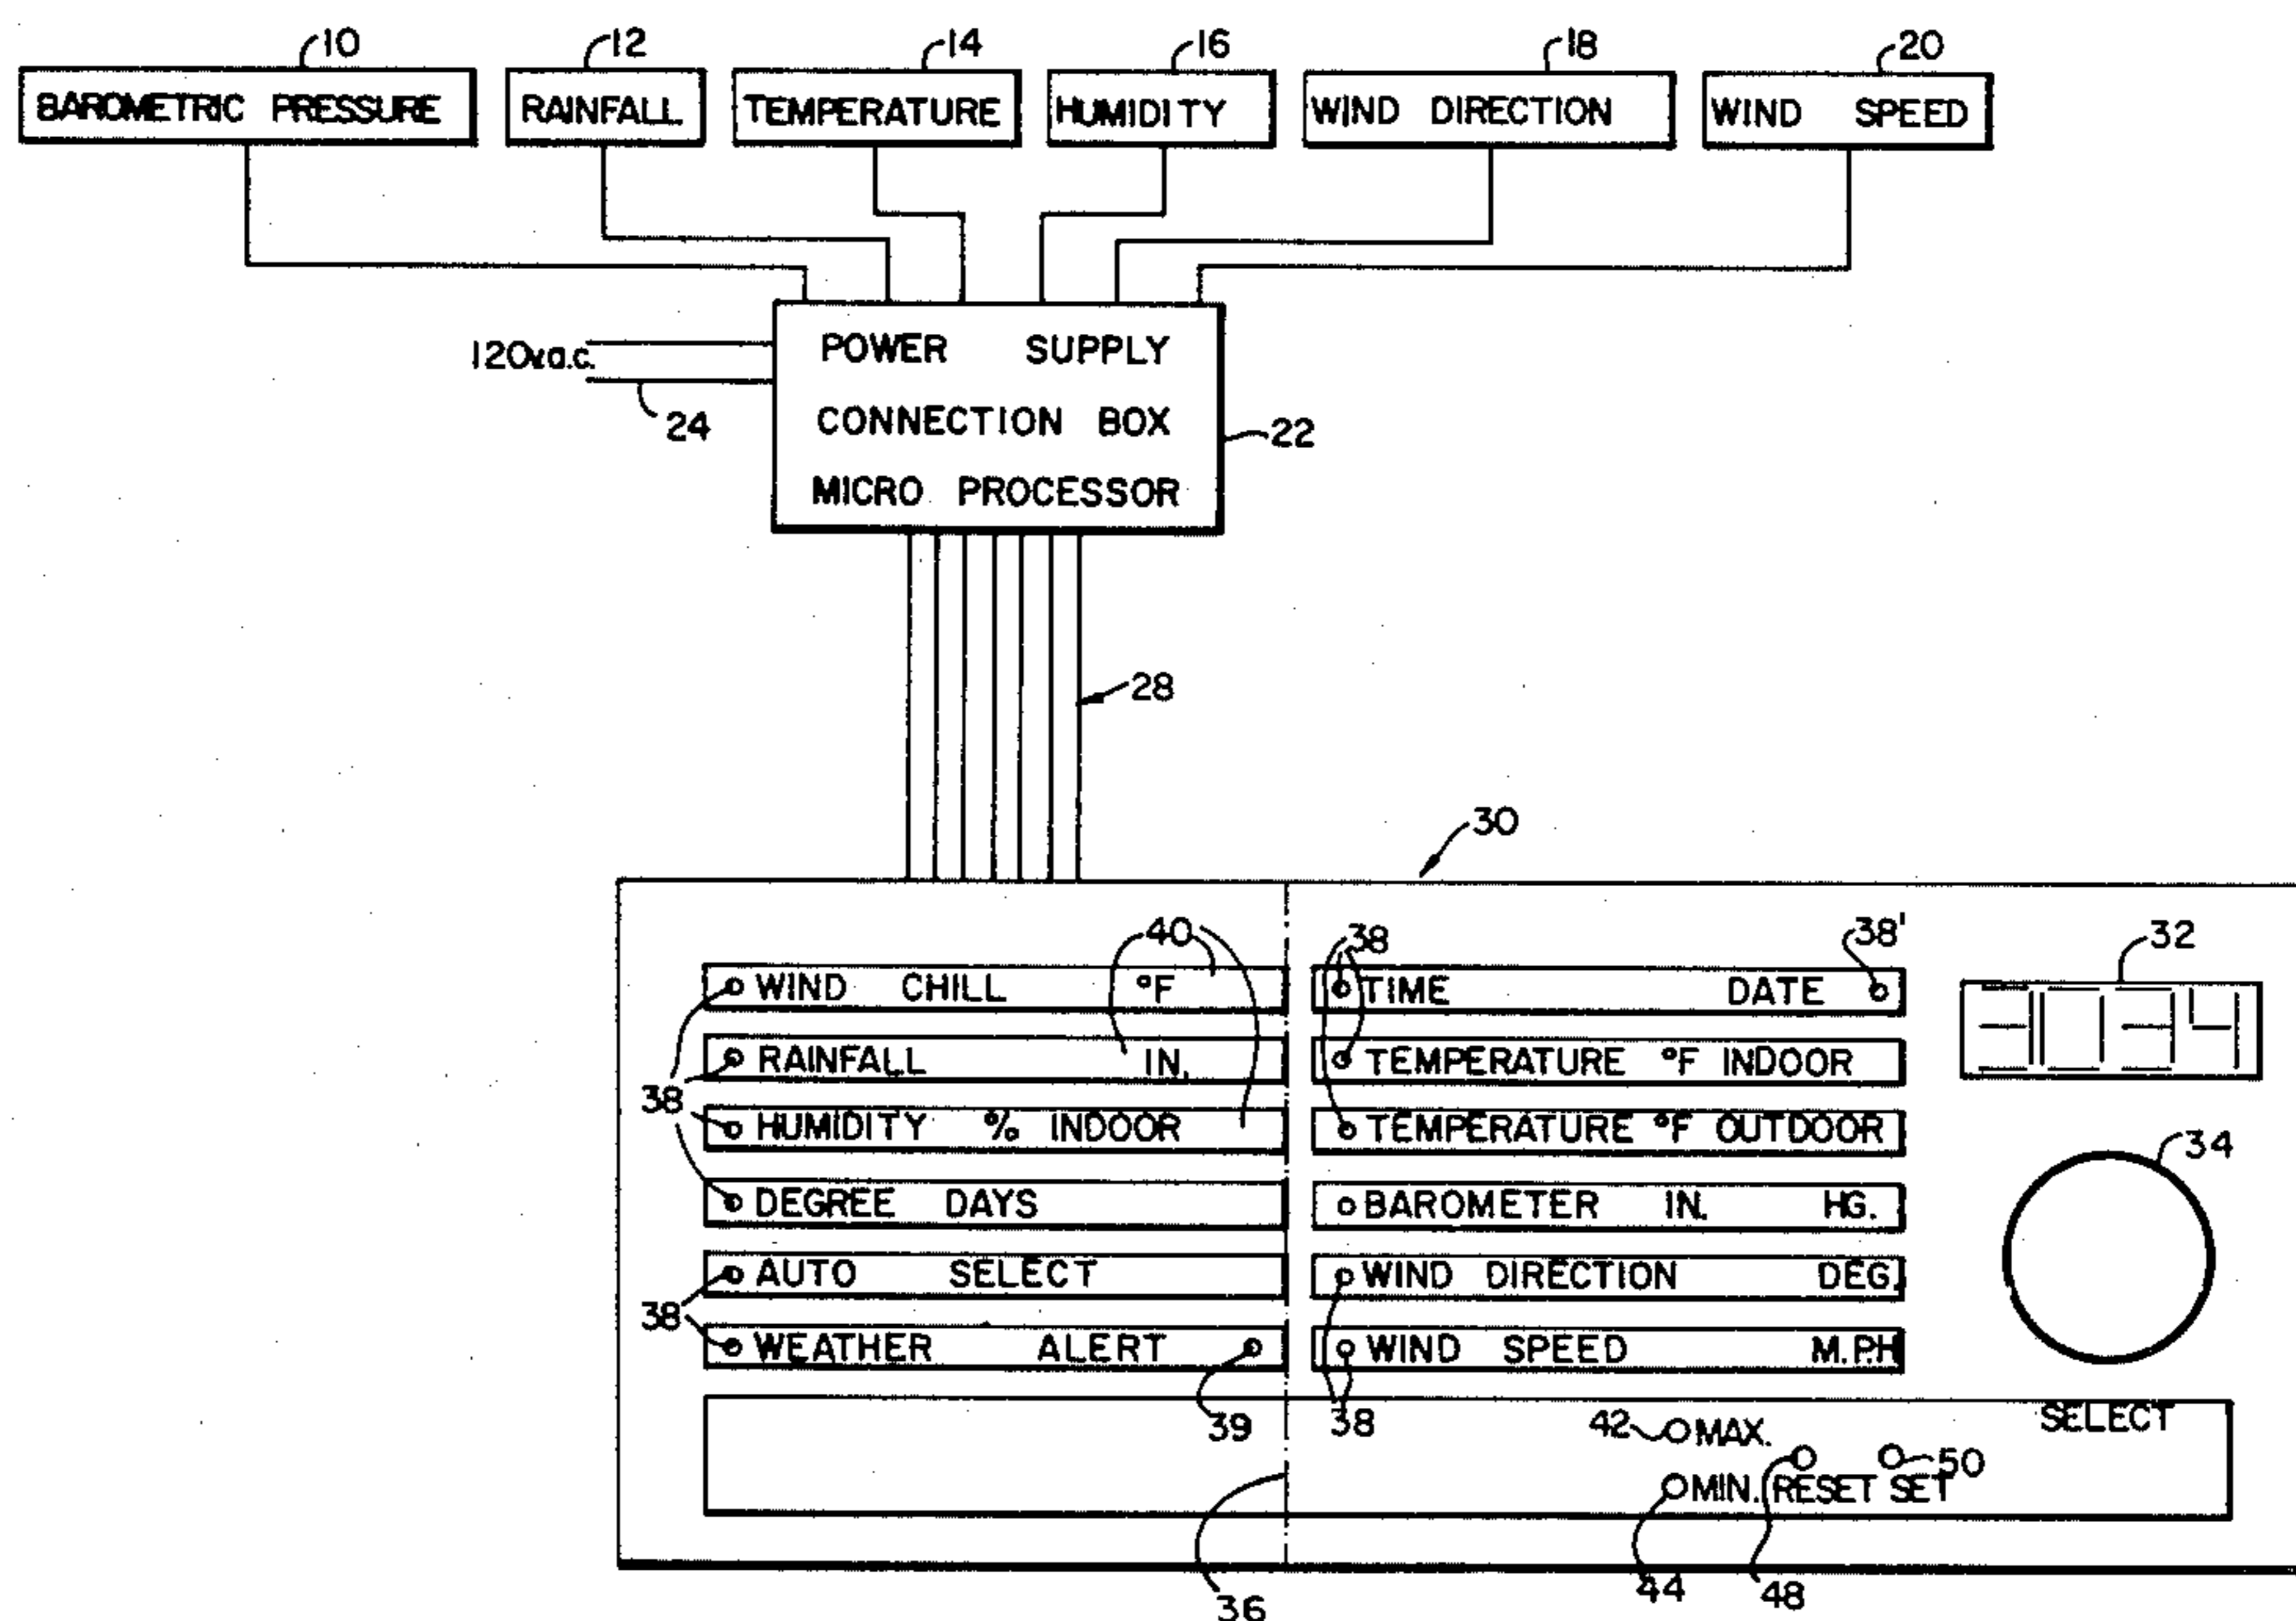 10 12 14 16 18 20
BAROMETRIC PRESSURE RAINFALL TEMPERATURE HUMIDITY WIND DIRECTION WIND SPEED
120v.a.c. POWER SUPPLY
24 CONNECTION BOX 22
MICRO PROCESSOR
28
30
40 38 38' 32
WIND CHILL °F TIME DATE
RAINFALL IN. TEMPERATURE °F INDOOR
38
HUMIDITY % INDOOR TEMPERATURE °F OUTDOOR
34
DEGREE DAYS BAROMETER IN. HG.
AUTO SELECT WIND DIRECTION DEG.
38
WEATHER ALERT WIND SPEED M.P.H
39 38 42 MAX. SELECT
50
MIN. RESET SET
36 44 48